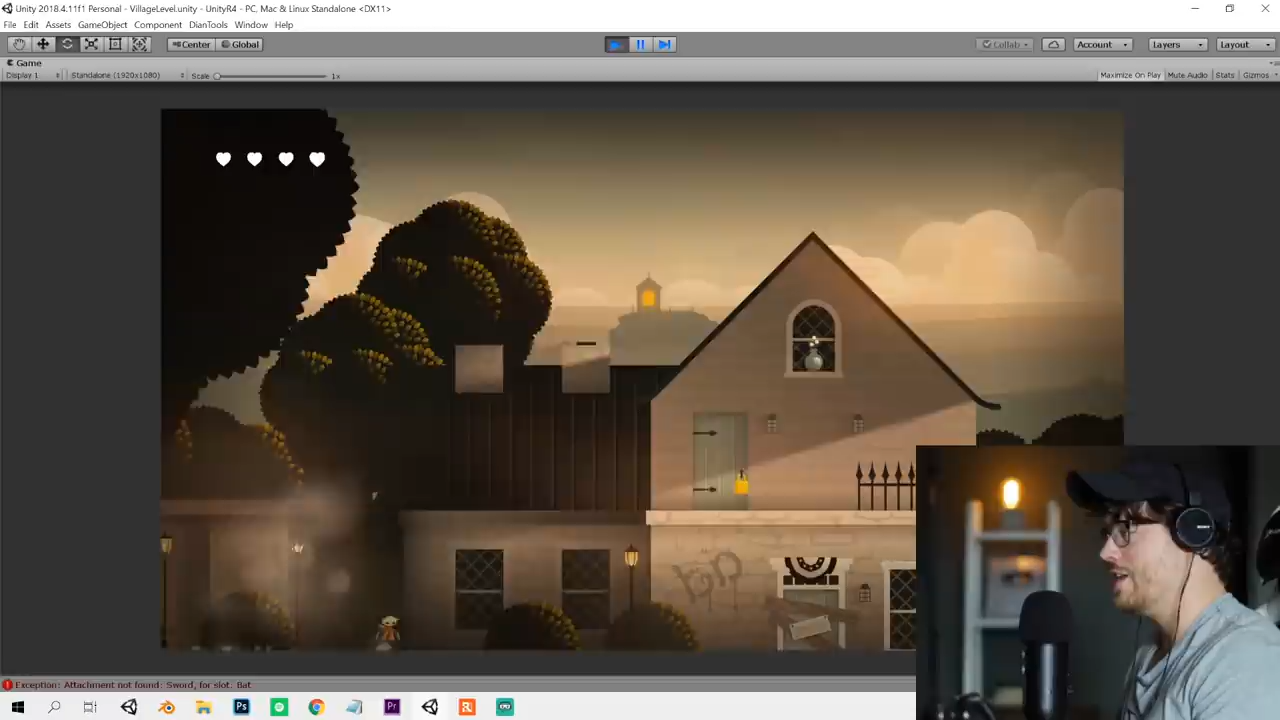 Unity 2018.4.11f1 Personal - VillageLevel.unity - UnityR4 - PC, Mac & Linux Standalone <DX11>
File Edit Assets GameObject Component DianTools Window Help
Center Global Collab Account Layers Layout
Game
Display 1 Standalone (1920x1080) Scale 1x Maximize On Play Mute Audio Stats Gizmos
Exception: Attachment not found: Sword, for slot. Bat
Ps Pr